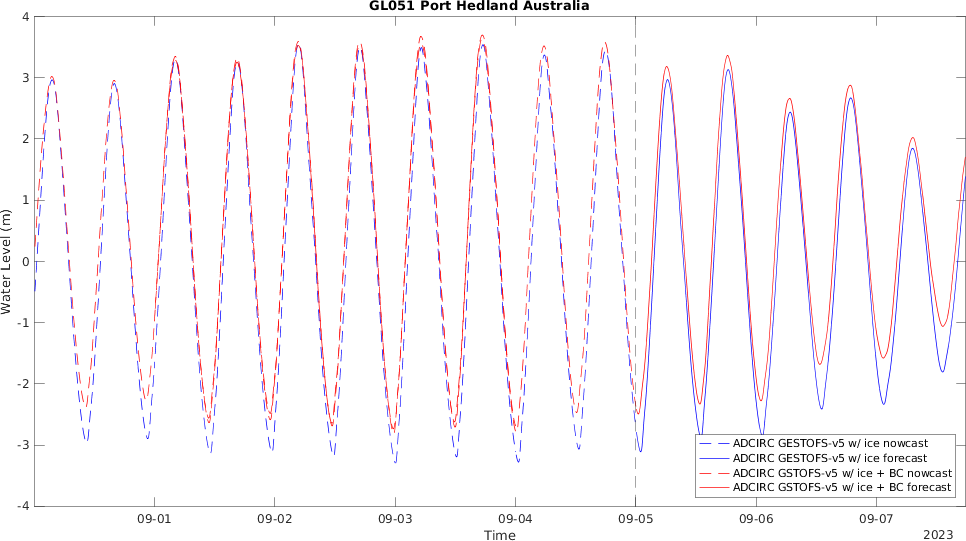 GL051 Port Hedland Australia
4
3
2
1
0
-1
-2
-3
-4
Water Level (m)
09-01 09-02 09-03 09-04 09-05 09-06 09-07
Time
2023
ADCIRC GESTOFS-v5 w/ ice nowcast
ADCIRC GESTOFS-v5 w/ ice forecast
ADCIRC GSTOFS-v5 w/ ice + BC nowcast
ADCIRC GSTOFS-v5 w/ ice + BC forecast